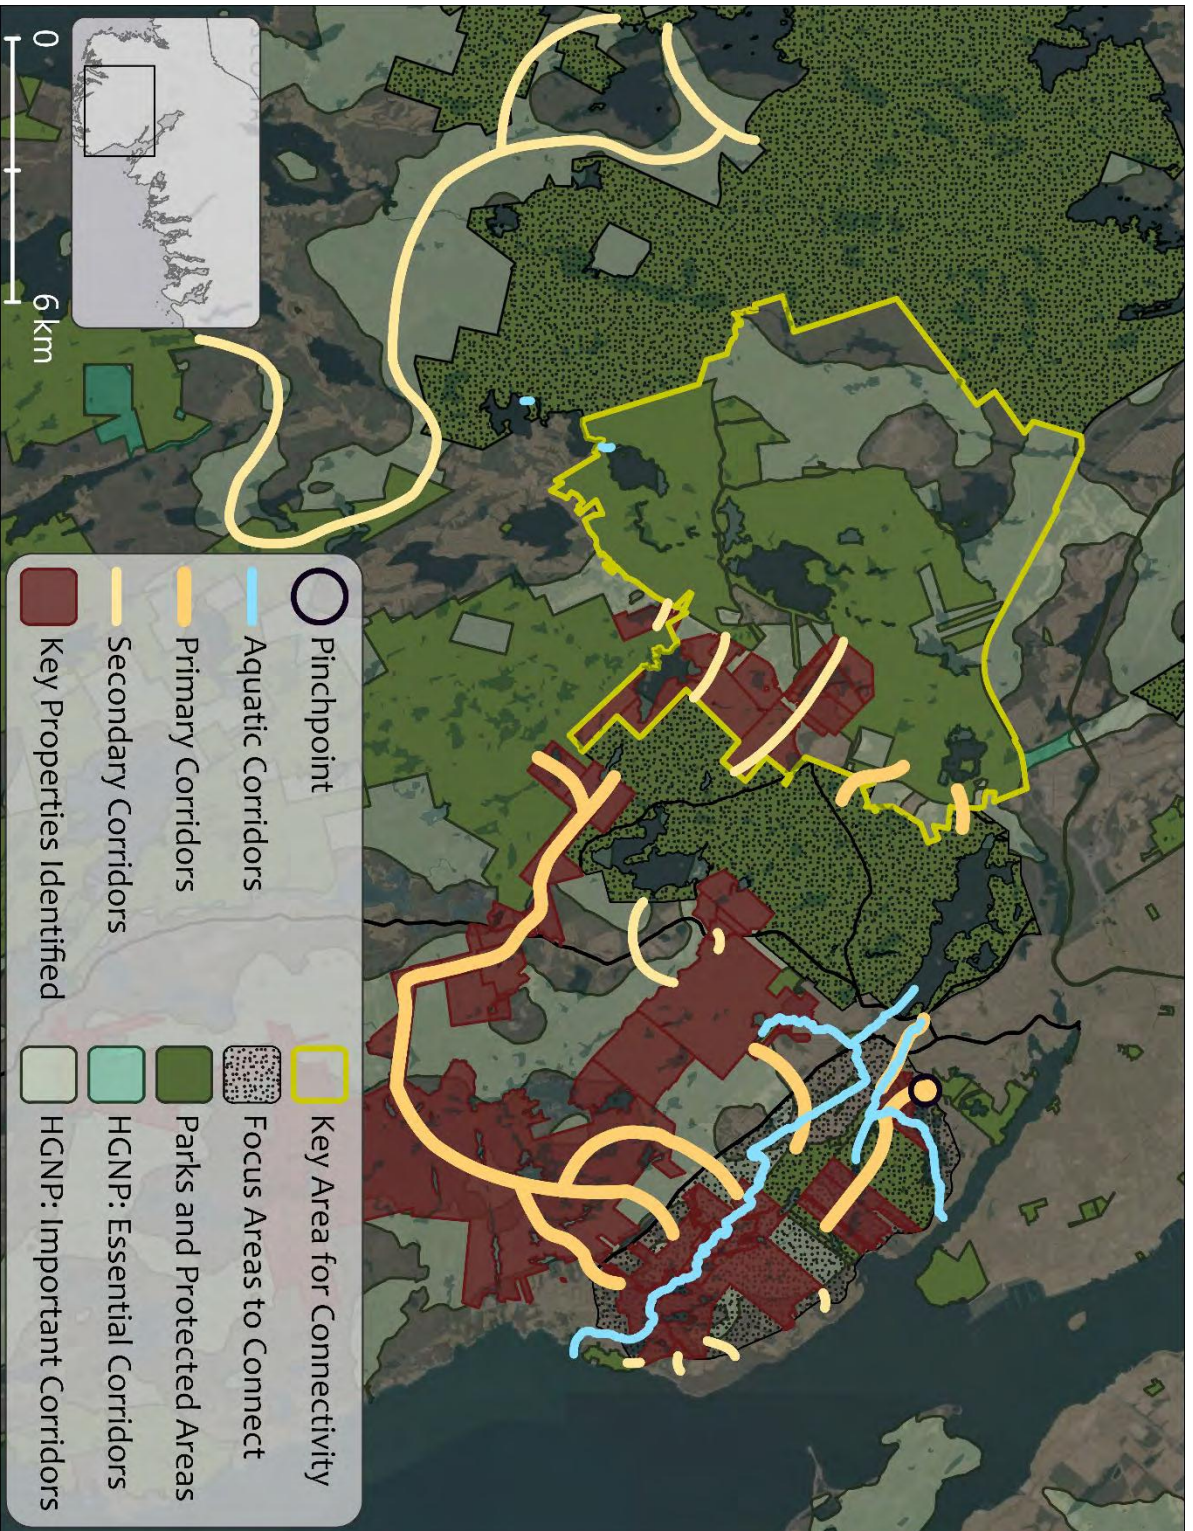 0
6 km
Pinchpoint
Aquatic Corridors
Primary Corridors
Secondary Corridors
Key Properties Identified
Key Area for Connectivity
Focus Areas to Connect
Parks and Protected Areas
HGNP: Essential Corridors
HGNP: Important Corridors